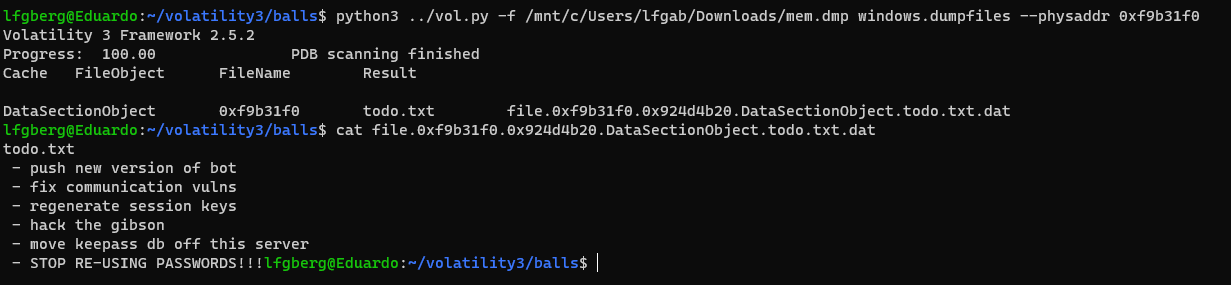 lfgberg@Eduardo:~/volatility3/balls$ python3 ../vol.py -f /mnt/c/Users/lfgab/Downloads/mem.dmp windows.dumpfiles --physaddr 0xf9b31f0
Volatility 3 Framework 2.5.2
Progress:  100.00               PDB scanning finished
Cache   FileObject      FileName        Result

DataSectionObject       0xf9b31f0       todo.txt        file.0xf9b31f0.0x924d4b20.DataSectionObject.todo.txt.dat
lfgberg@Eduardo:~/volatility3/balls$ cat file.0xf9b31f0.0x924d4b20.DataSectionObject.todo.txt.dat
todo.txt
 - push new version of bot
 - fix communication vulns
 - regenerate session keys
 - hack the gibson
 - move keepass db off this server
 - STOP RE-USING PASSWORDS!!!lfgberg@Eduardo:~/volatility3/balls$